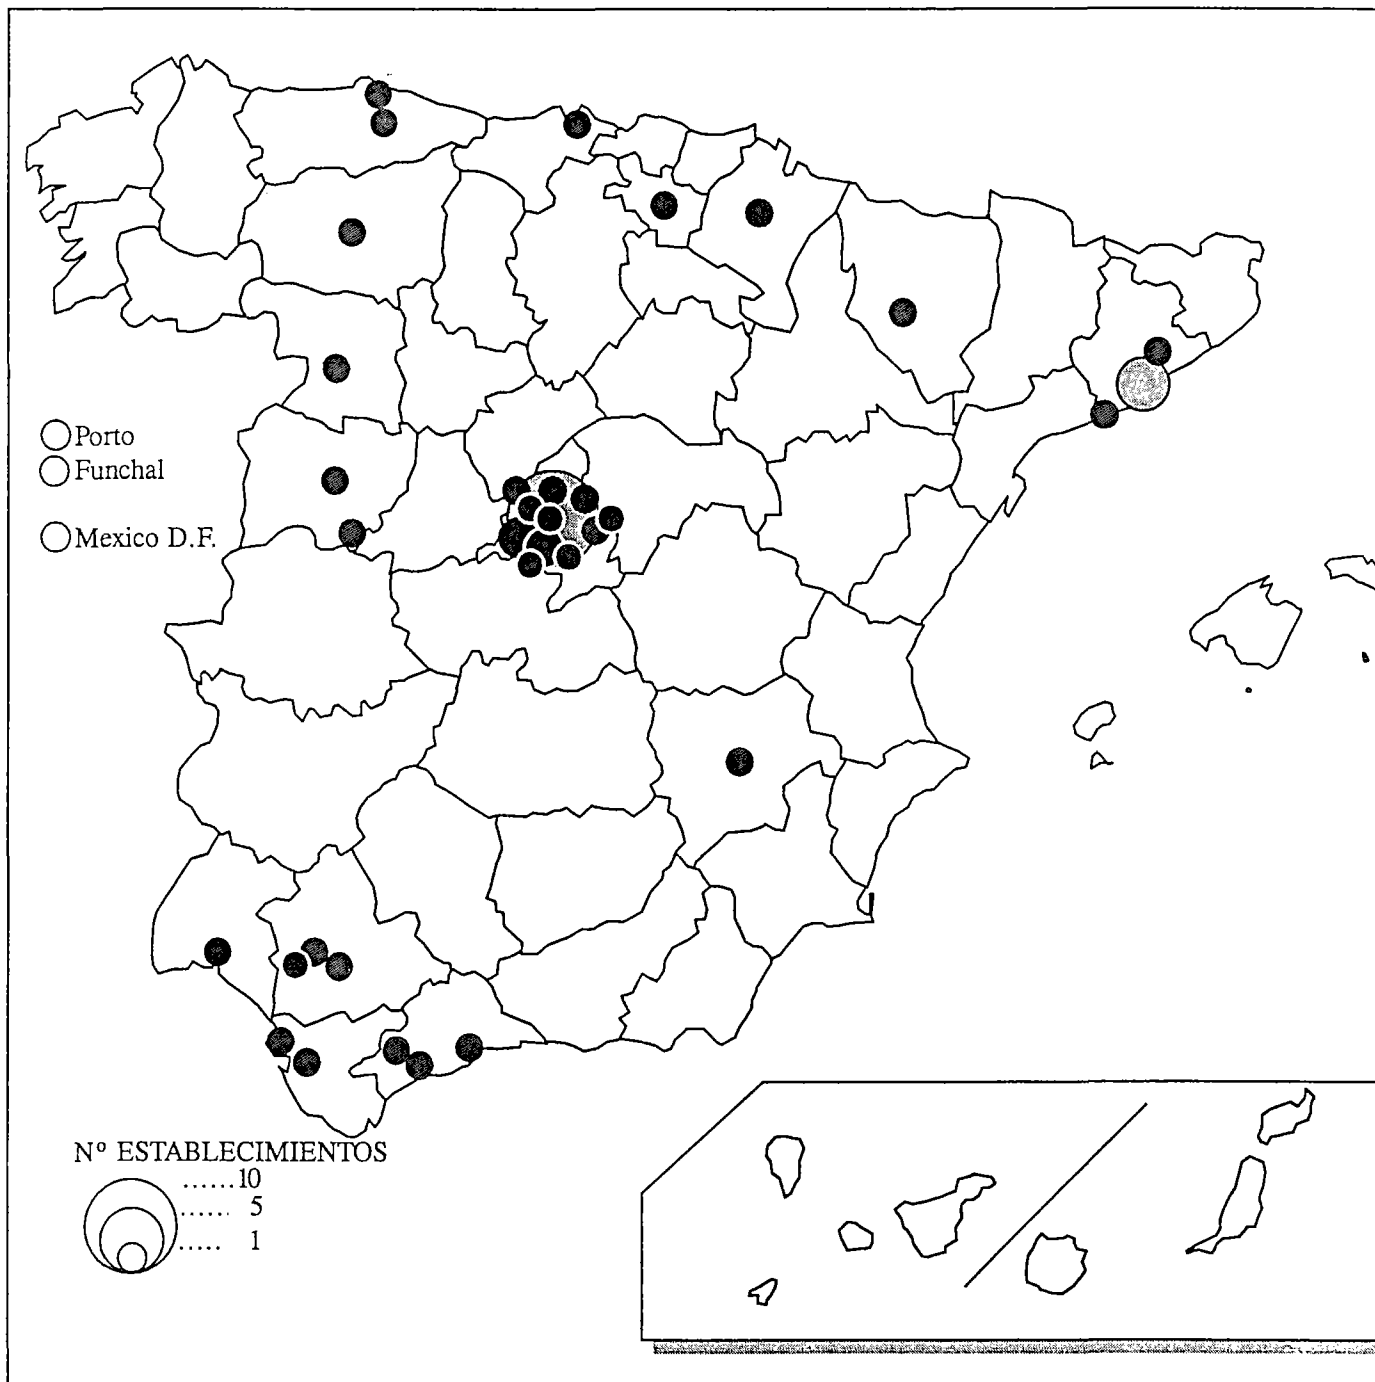 Porto
Funchal
Mexico D.F.
Nº ESTABLECIMIENTOS
......10
...... 5
..... 1